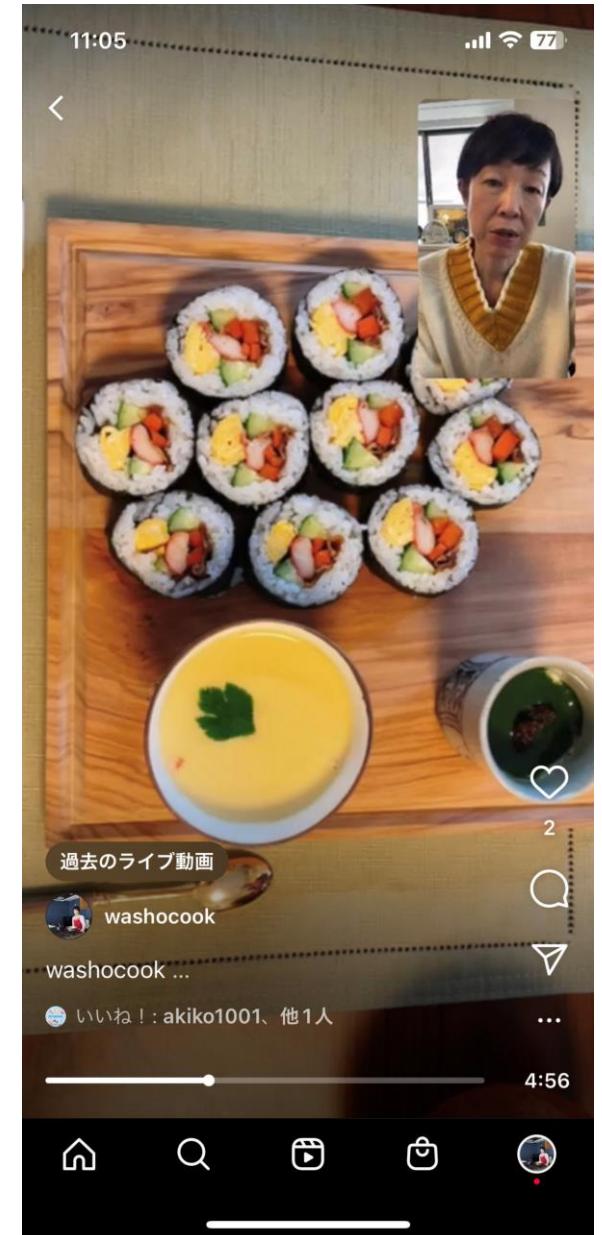 11:05
77
2
過去のライブ動画
washocook
washocook ...
いいね！: akiko1001、他1人
4:56